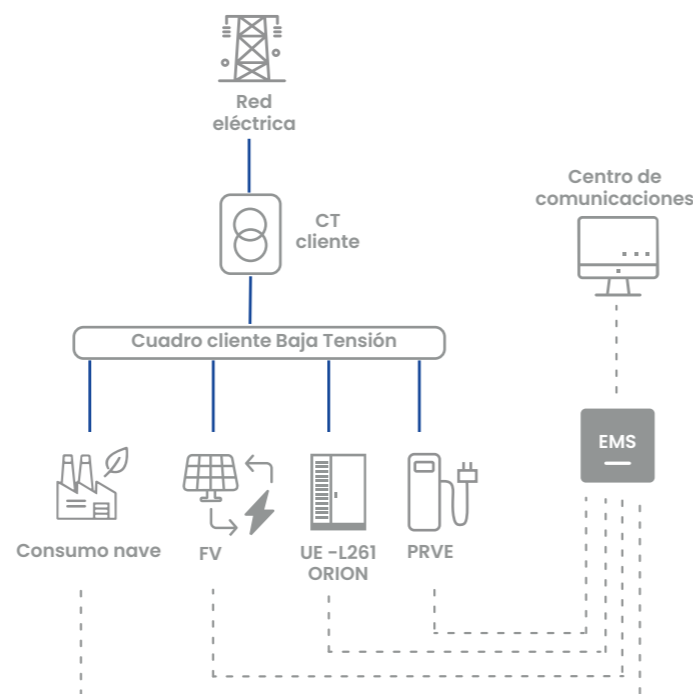 Red
eléctrica
Centro de
comunicaciones
CT
cliente
Cuadro cliente Baja Tensión
EMS
Consumo nave
FV
UE -L261
ORION
PRVE